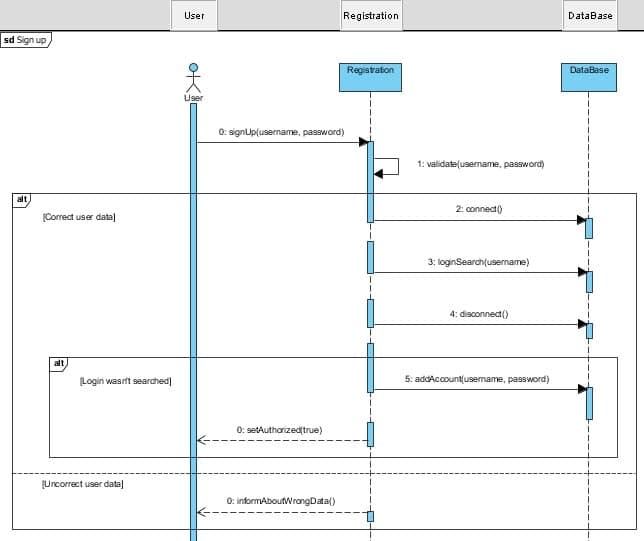 User
Registration
DataBase
sd Sign up
Registration
DataBase
User
0: signUp(username, password)
1: validate(username, password)
alt
[Correct user data]
2: connect()
3: loginSearch(username)
4: disconnect()
alt
[Login wasn't searched]
5: addAccount(username, password)
0: setAuthorized(true)
[Uncorrect user data]
0: informAboutWrongData()